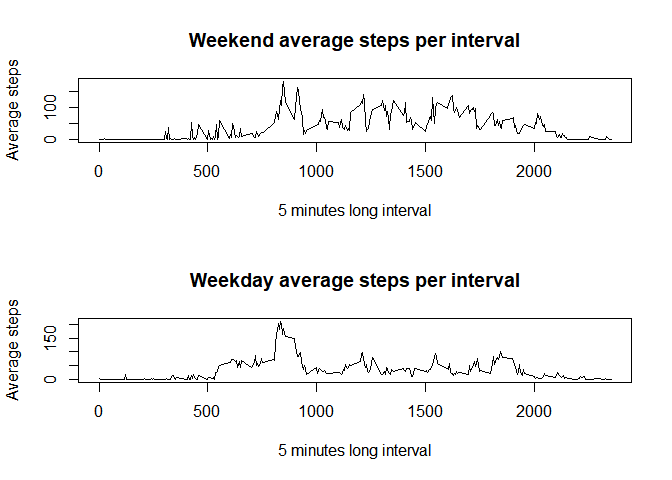 Weekend average steps per interval
Average steps
0 100
0 500 1000 1500 2000
5 minutes long interval
Weekday average steps per interval
Average steps
0 150
0 500 1000 1500 2000
5 minutes long interval